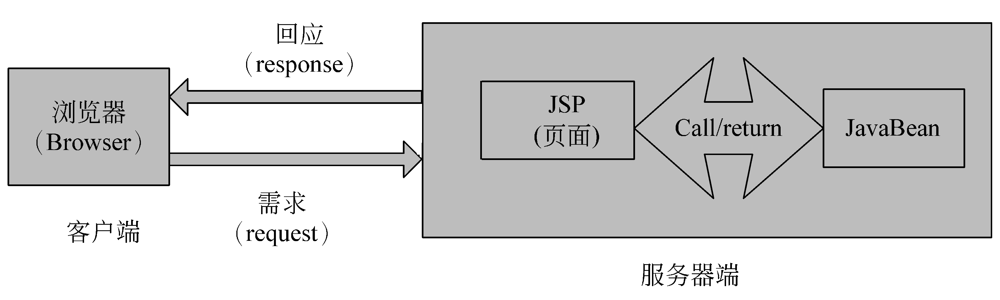 回应
（response）
浏览器
（Browser）
需求
（request）
客户端
JSP
(页面)
Call/return
JavaBean
服务器端